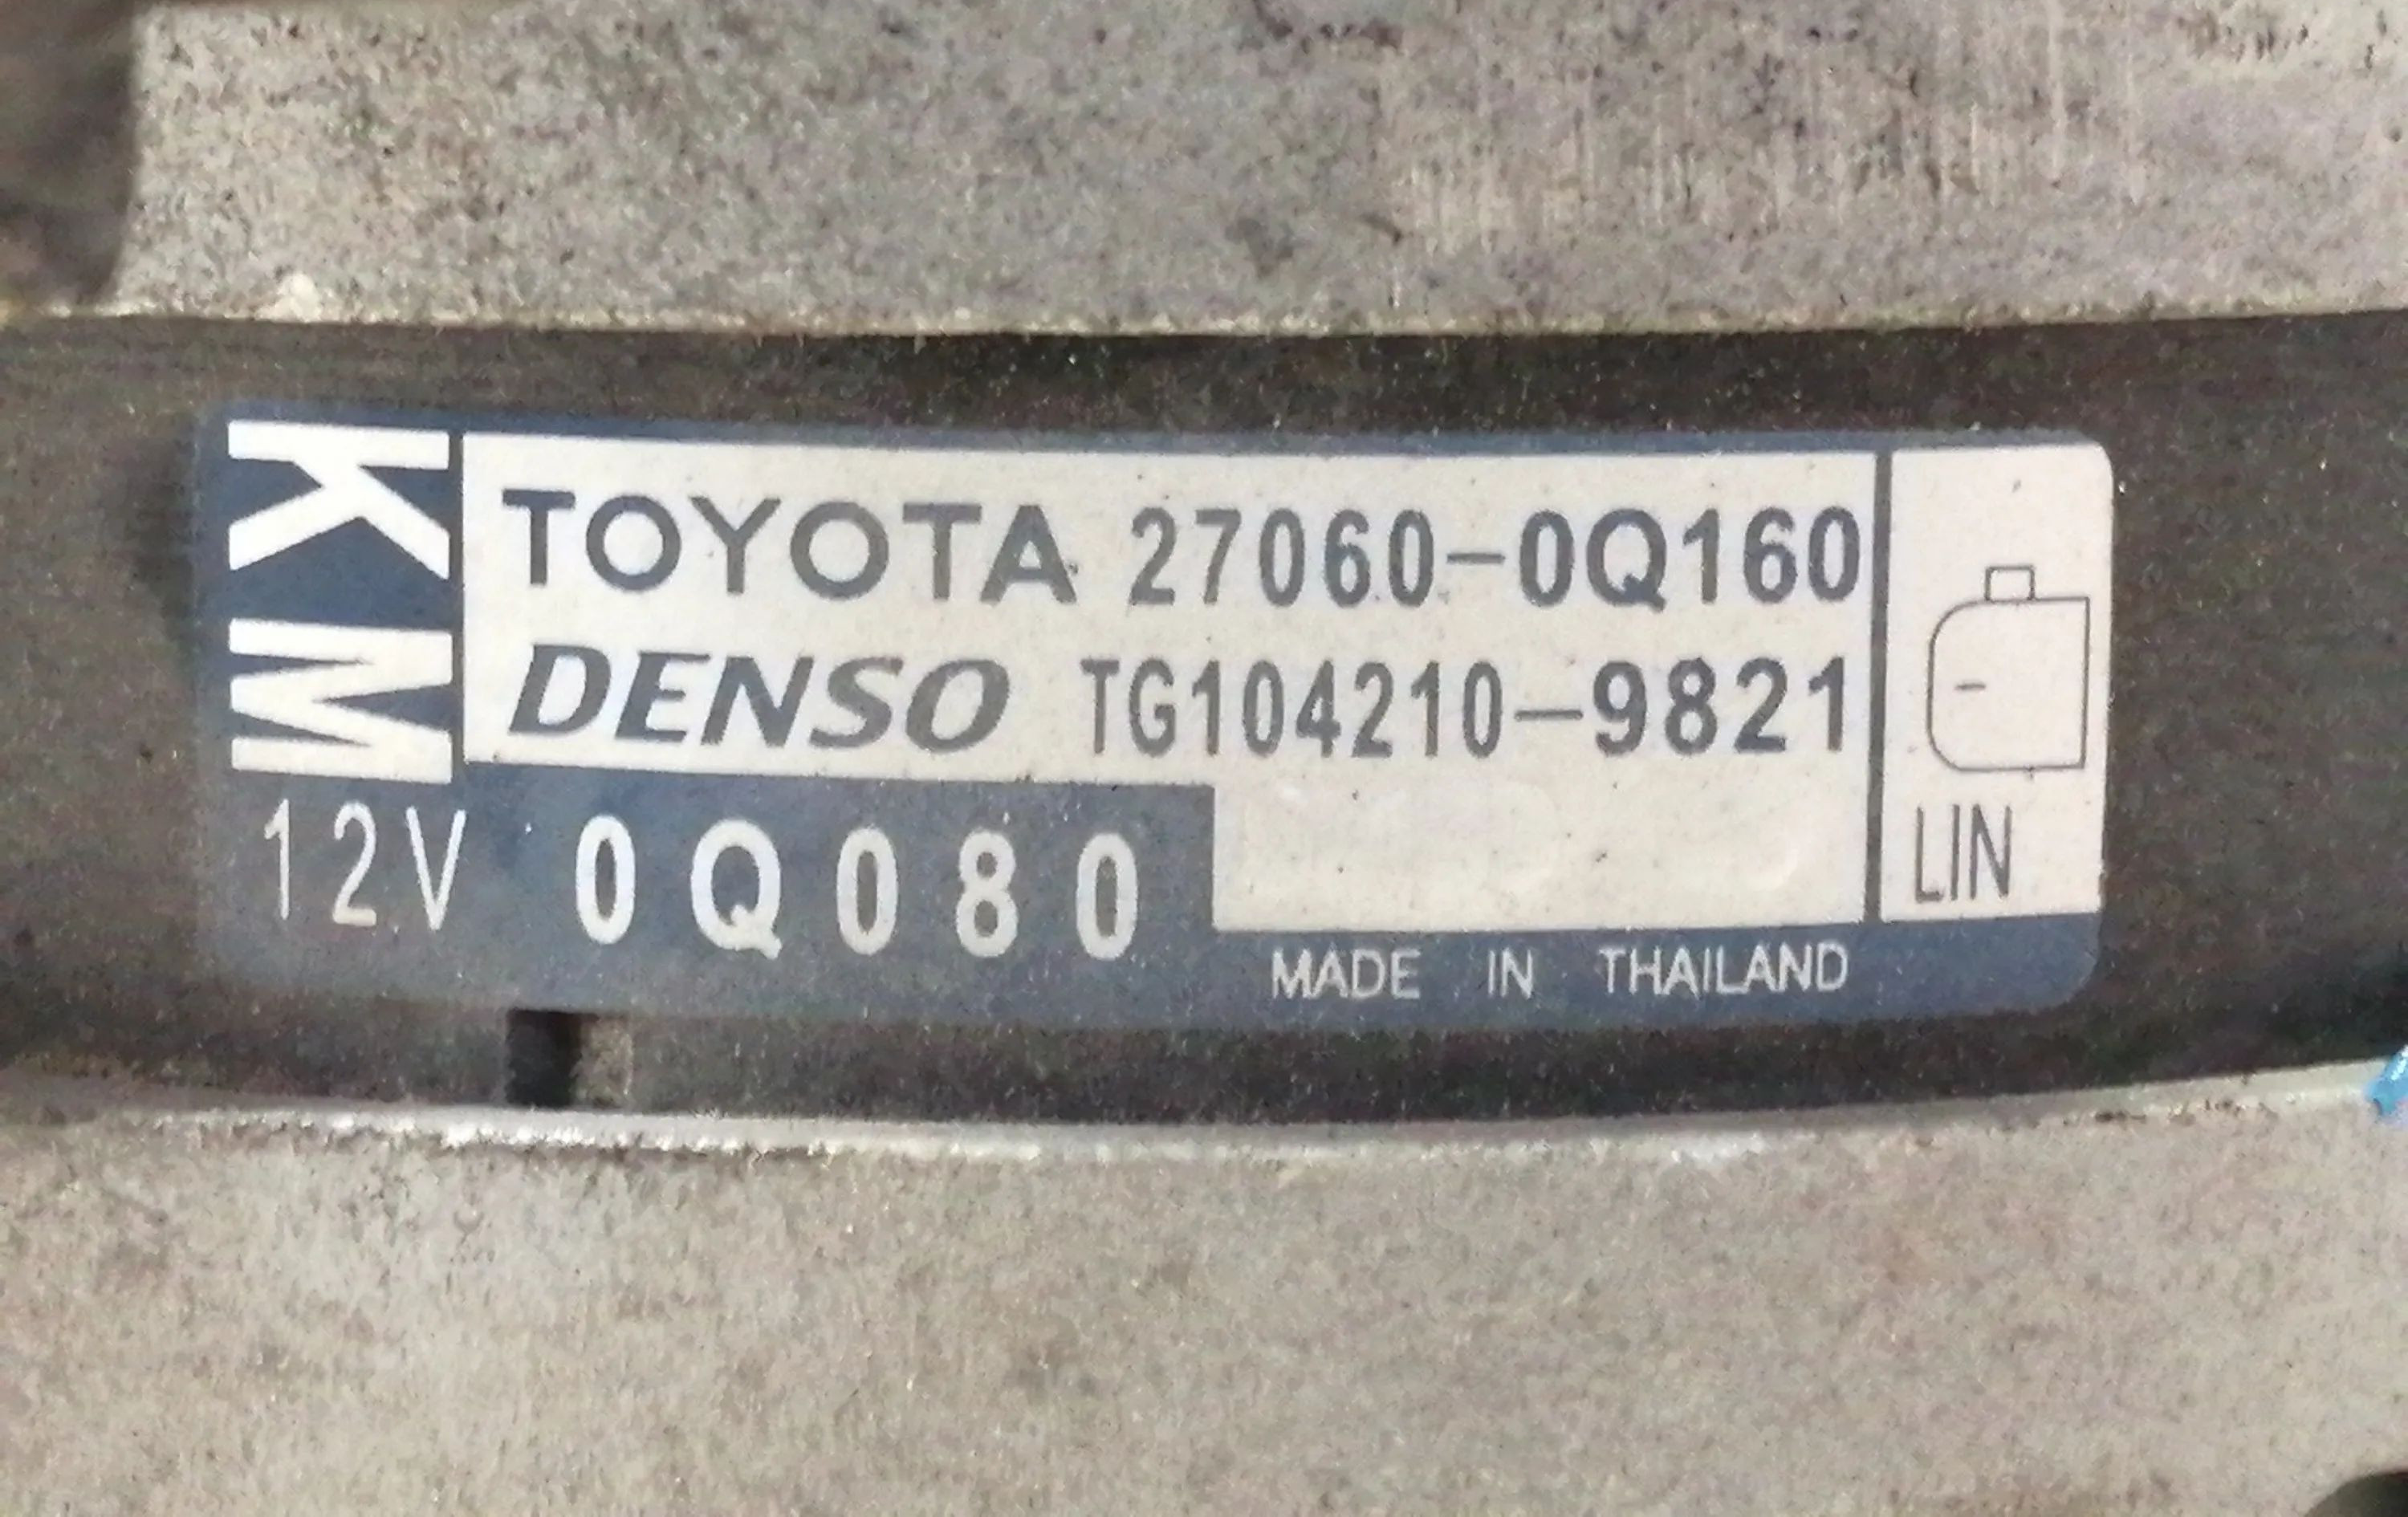 KM
TOYOTA 27060-0Q160
DENSO TG104210-9821
12V 0Q080
LIN
MADE IN THAILAND